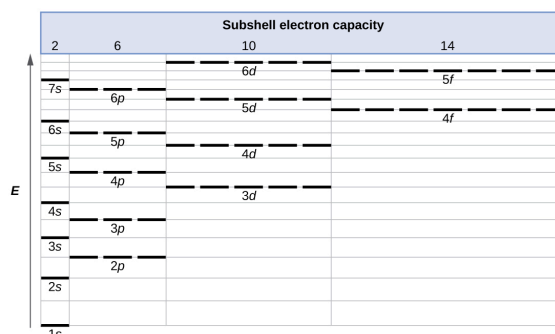 Subshell electron capacity
2 6 10 14
6d
5f
7s
6p
5d
4f
6s
5p
4d
5s
4p
E
3d
4s
3p
3s
2p
2s
1s